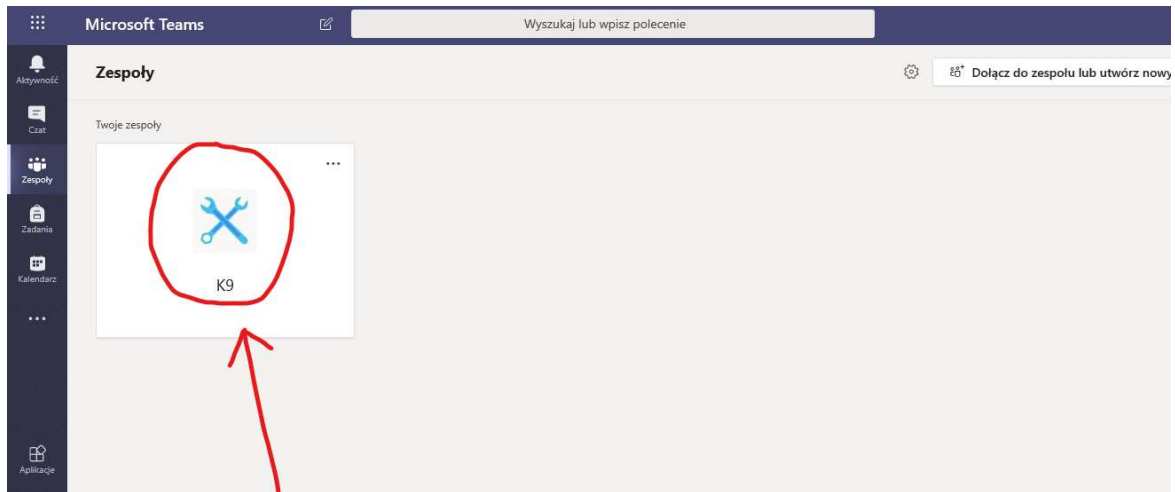 Microsoft Teams
Wyszukaj lub wpisz polecenie
Aktywność
Czat
Zespoły
Zadania
Kalendarz
Aplikacje
Zespoły
Dołącz do zespołu lub utwórz nowy
Twoje zespoły
K9